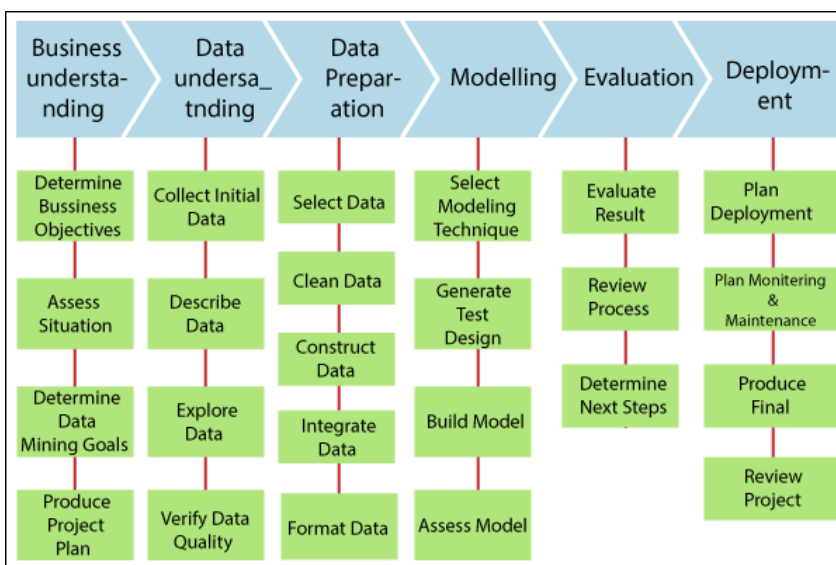 Business
understa-
nding
Data
undersa_
tnding
Data
Prepar-
ation
Modelling
Evaluation
Deploym-
ent
Determine
Bussiness
Objectives
Assess
Situation
Determine
Data
Mining Goals
Produce
Project
Plan
Collect Initial
Data
Describe
Data
Explore
Data
Verify Data
Quality
Select Data
Clean Data
Construct
Data
Integrate
Data
Format Data
Select
Modeling
Technique
Generate
Test
Design
Build Model
Assess Model
Evaluate
Result
Review
Process
Determine
Next Steps
Plan
Deployment
Plan Monitering
&
Maintenance
Produce
Final
Review
Project